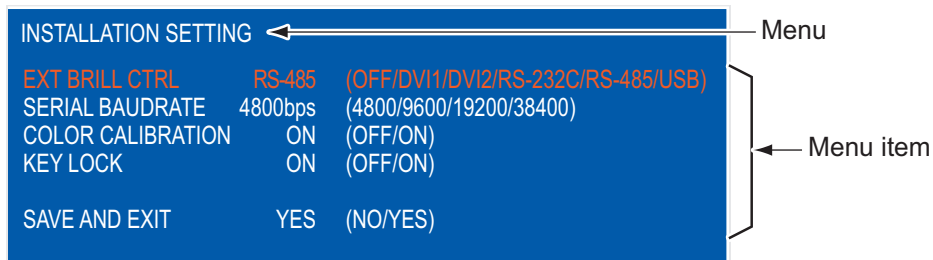 INSTALLATION SETTING
Menu
EXT BRILL CTRL RS-485 (OFF/DVI1/DVI2/RS-232C/RS-485/USB)
SERIAL BAUDRATE 4800bps (4800/9600/19200/38400)
COLOR CALIBRATION ON (OFF/ON)
KEY LOCK ON (OFF/ON)
SAVE AND EXIT YES (NO/YES)
Menu item